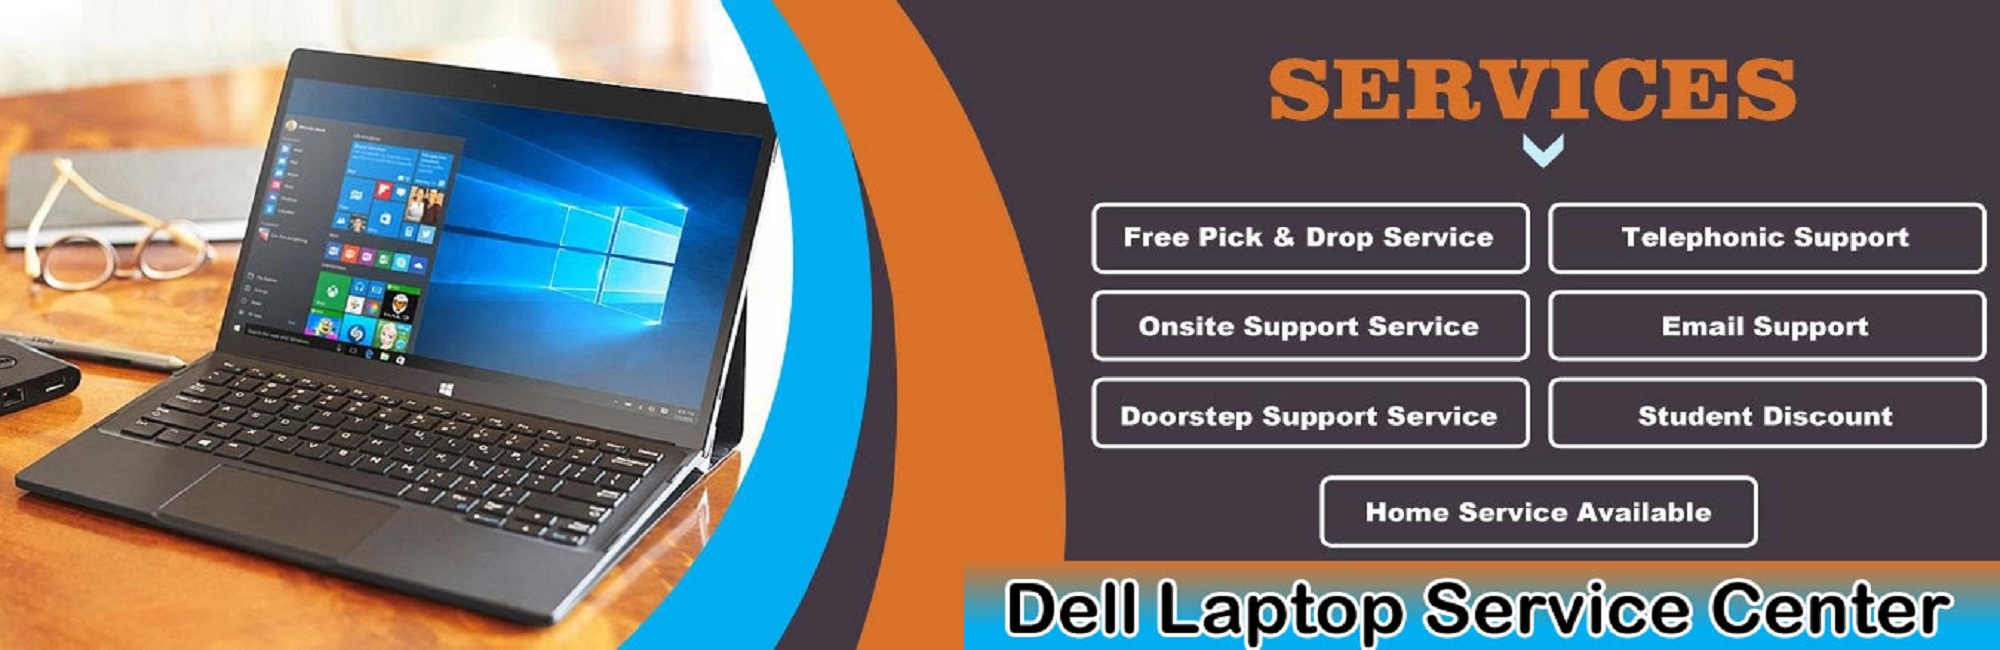 SERVICES
Free Pick & Drop Service
Telephonic Support
Onsite Support Service
Email Support
Doorstep Support Service
Student Discount
Home Service Available
Dell Laptop Service Center